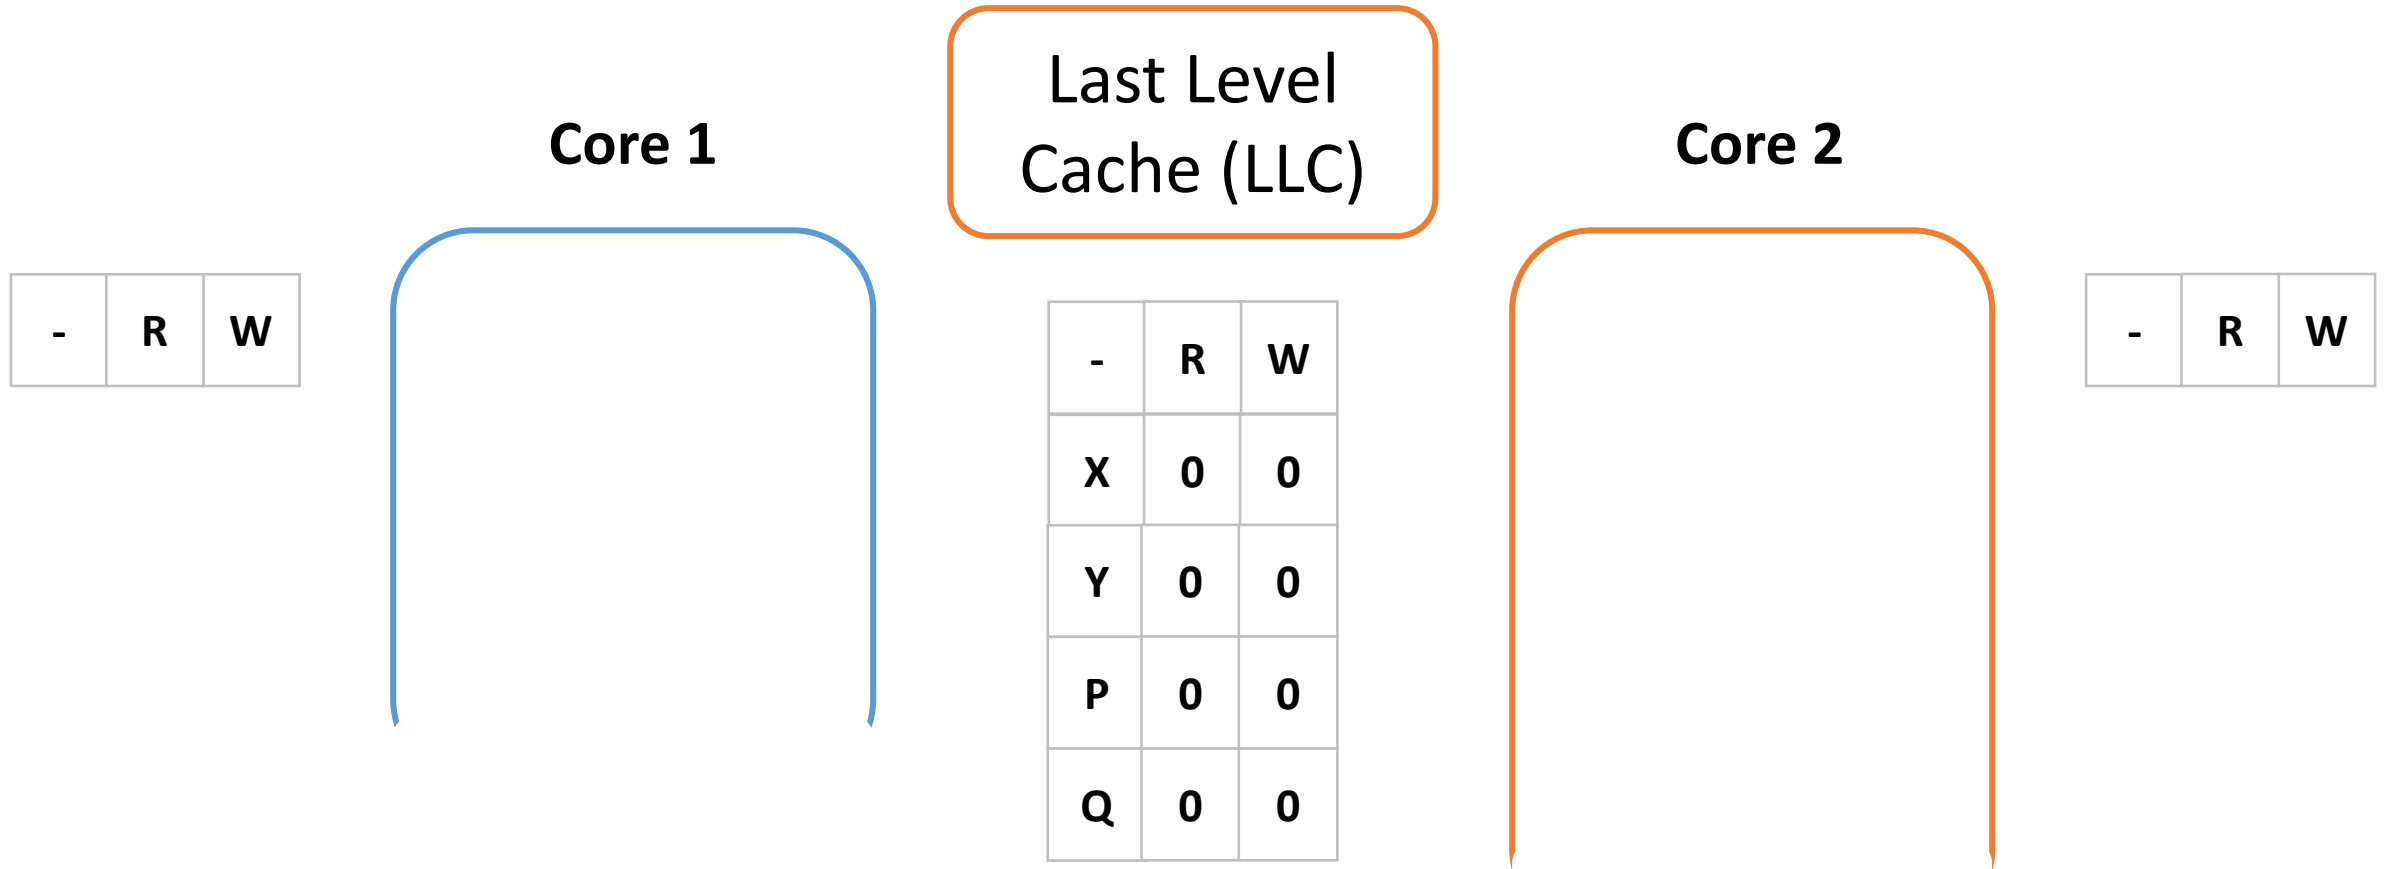 Last Level
Cache (LLC)
Core 1
Core 2
- R W
- R W
X 0 0
Y 0 0
P 0 0
Q 0 0
- R W